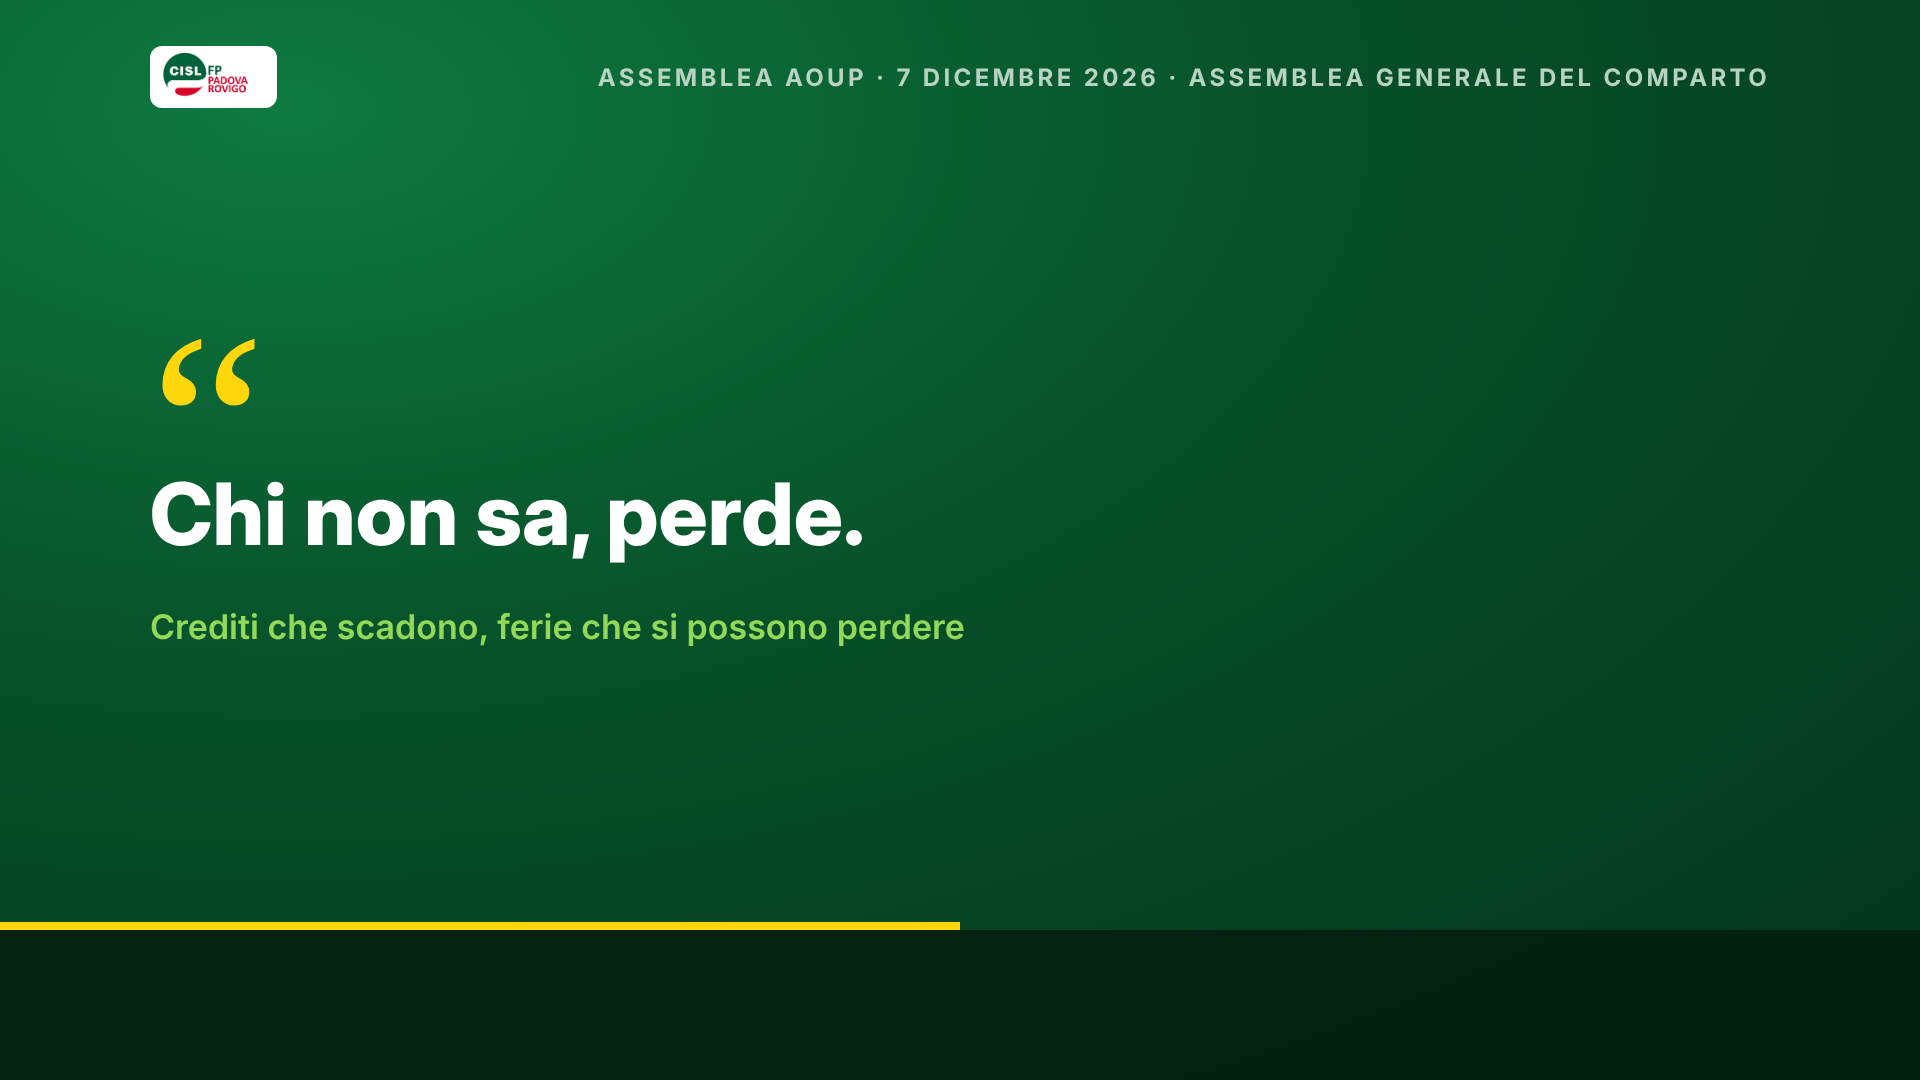 CISL FP
PADOVA
ROVIGO
ASSEMBLEA AOUP · 7 DICEMBRE 2026 · ASSEMBLEA GENERALE DEL COMPARTO
“
Chi non sa, perde.
Crediti che scadono, ferie che si possono perdere